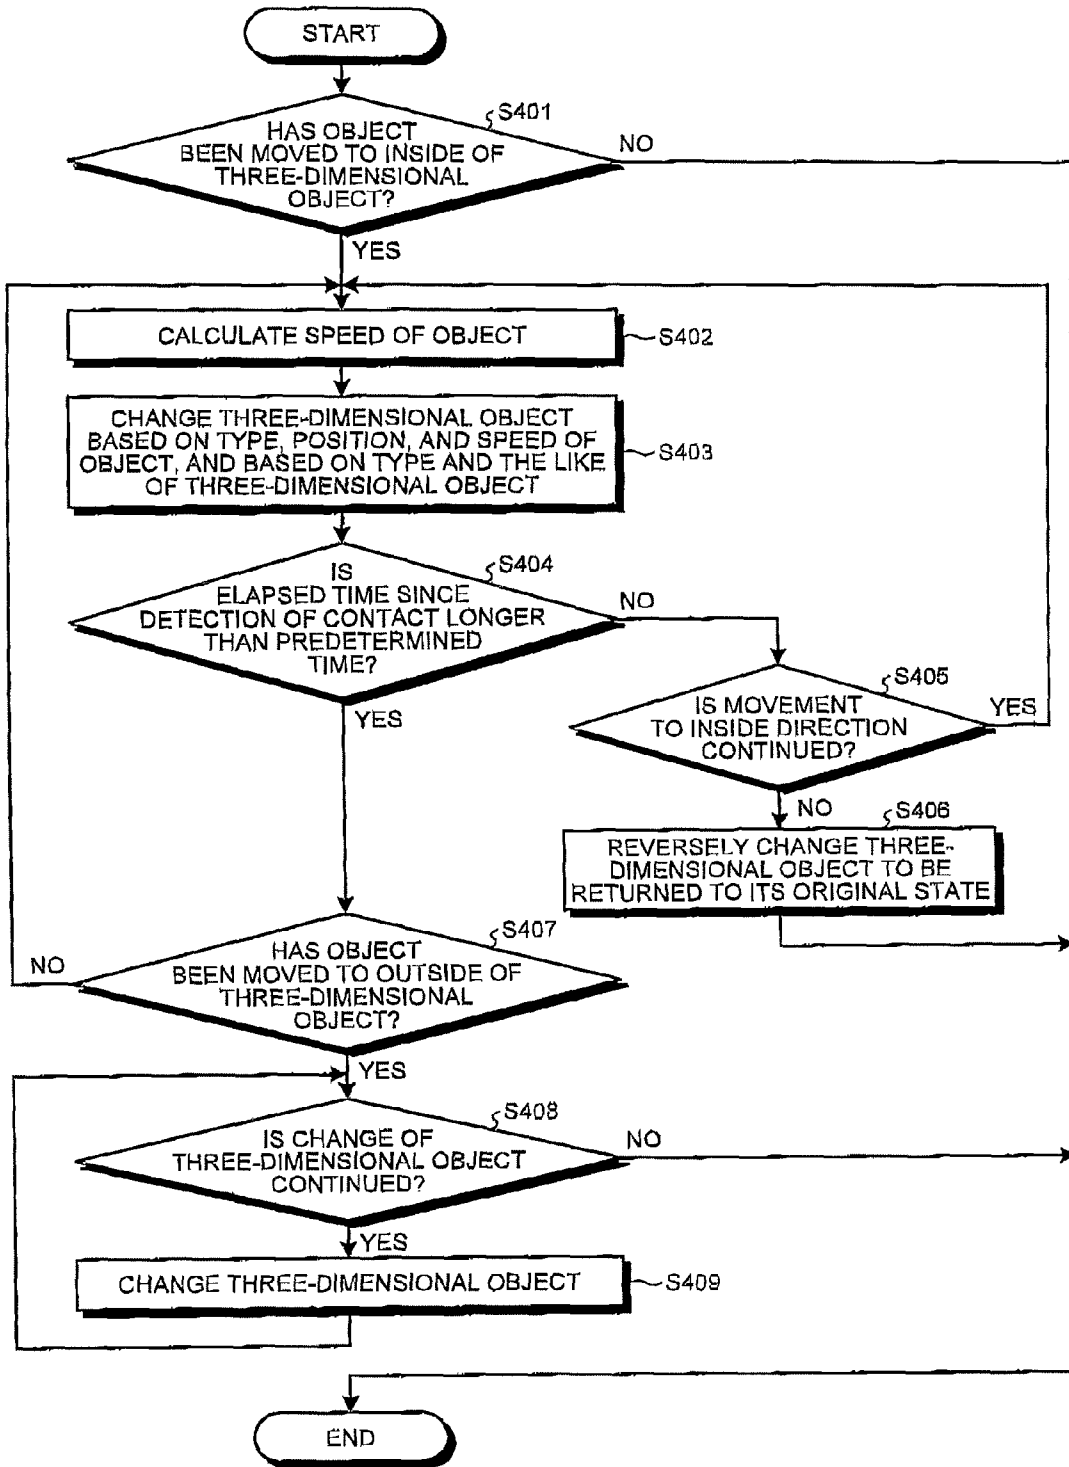 START
S401
HAS OBJECT
BEEN MOVED TO INSIDE OF
THREE-DIMENSIONAL
OBJECT?
NO
YES
CALCULATE SPEED OF OBJECT
S402
CHANGE THREE-DIMENSIONAL OBJECT
BASED ON TYPE, POSITION, AND SPEED OF
OBJECT, AND BASED ON TYPE AND THE LIKE
OF THREE-DIMENSIONAL OBJECT
S403
S404
IS
ELAPSED TIME SINCE
DETECTION OF CONTACT LONGER
THAN PREDETERMINED
TIME?
NO
YES
S405
IS MOVEMENT
TO INSIDE DIRECTION
CONTINUED?
YES
NO
S406
REVERSELY CHANGE THREE-
DIMENSIONAL OBJECT TO BE
RETURNED TO ITS ORIGINAL STATE
S407
HAS OBJECT
BEEN MOVED TO OUTSIDE OF
THREE-DIMENSIONAL
OBJECT?
NO
YES
S408
IS CHANGE OF
THREE-DIMENSIONAL OBJECT
CONTINUED?
NO
YES
CHANGE THREE-DIMENSIONAL OBJECT
S409
END